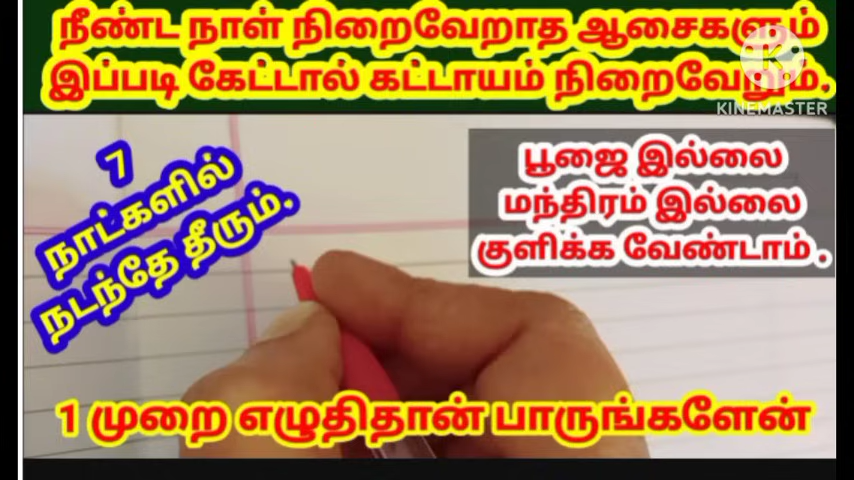 நீண்ட நாள் நிறைவேறாத ஆசைகளும்
இப்படி கேட்டால் கட்டாயம் நிறைவேறும்.
KINEMASTER
7
நாட்களில்
நடந்தே தீரும்.
பூஜை இல்லை
மந்திரம் இல்லை
குளிக்க வேண்டாம் .
1 முறை எழுதிதான் பாருங்களேன்